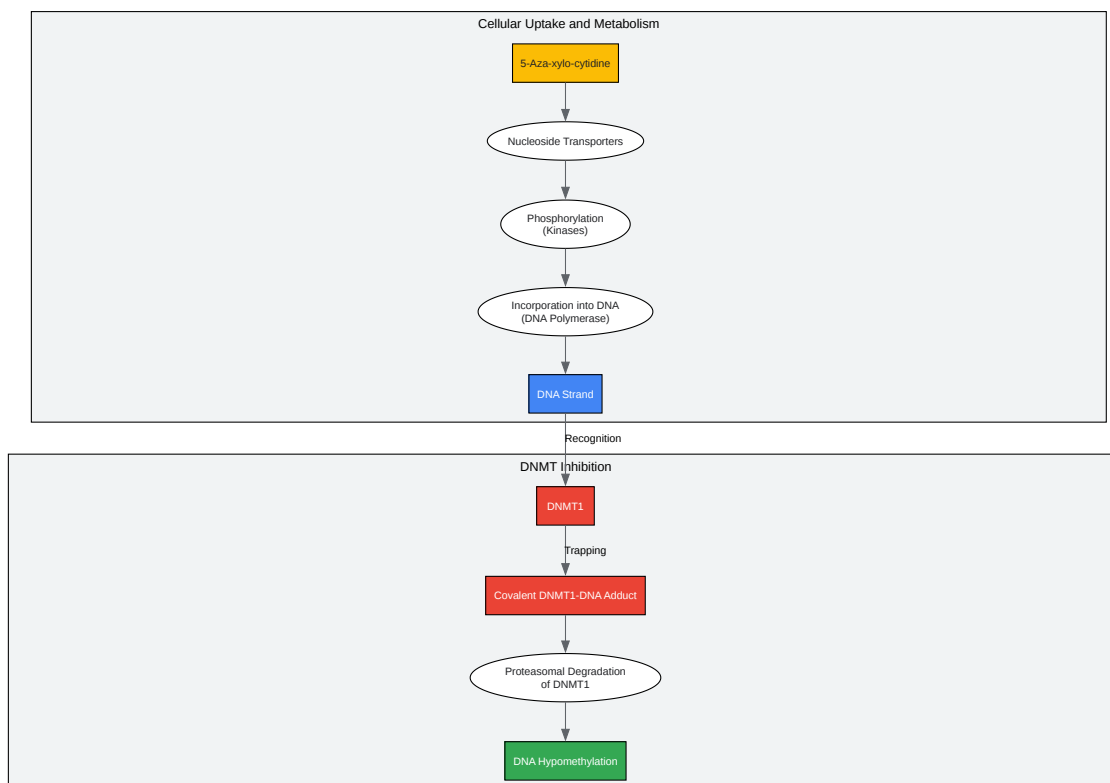 Cellular Uptake and Metabolism
5-Aza-xylo-cytidine
Nucleoside Transporters
Phosphorylation
(Kinases)
Incorporation into DNA
(DNA Polymerase)
DNA Strand
Recognition
DNMT Inhibition
DNMT1
Trapping
Covalent DNMT1-DNA Adduct
Proteasomal Degradation
of DNMT1
DNA Hypomethylation